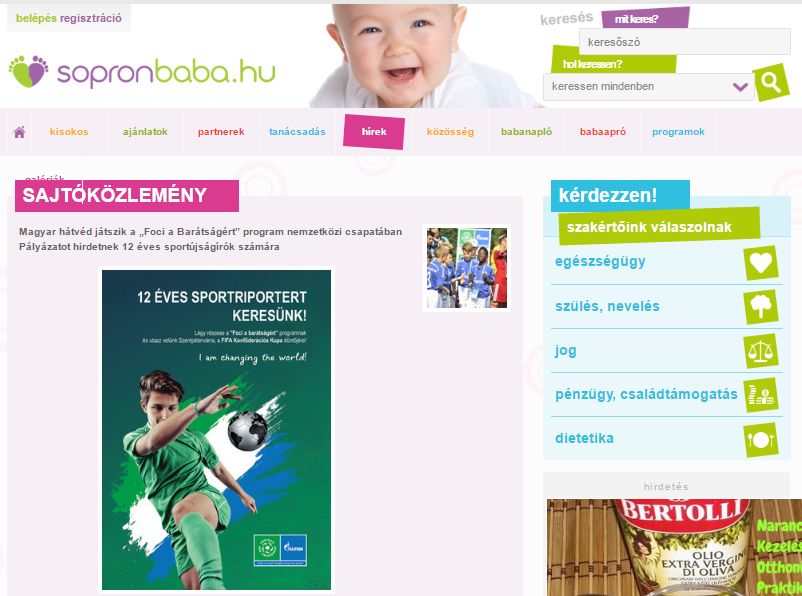 belépés regisztráció
keresés
mit keres?
keresőszó
hol keressen?
keressen mindenben
sopronbaba.hu
kisokos
ajánlatok
partnerek
tanácsadás
hírek
közösség
babanapló
babaapró
programok
galériák
SAJTÓKÖZLEMÉNY
Magyar hátvéd játszik a „Foci a Barátságért” program nemzetközi csapatában
Pályázatot hirdetnek 12 éves sportújságírók számára
12 ÉVES SPORTRIPORTERT
KERESÜNK!
Légy részese a "Foci a barátságért" programnak
és utazz velünk Szentpétervárra, a FIFA Konföderációs Kupa döntőjére!
I am changing the world!
GAZPROM
kérdezzen!
szakértőink válaszolnak
egészségügy
szülés, nevelés
jog
pénzügy, családtámogatás
dietetika
hirdetés
BERTOLLI
OLIO
EXTRA VERGIN
DI OLIVA
Naranc
Kezelés
Otthoni
Praktik